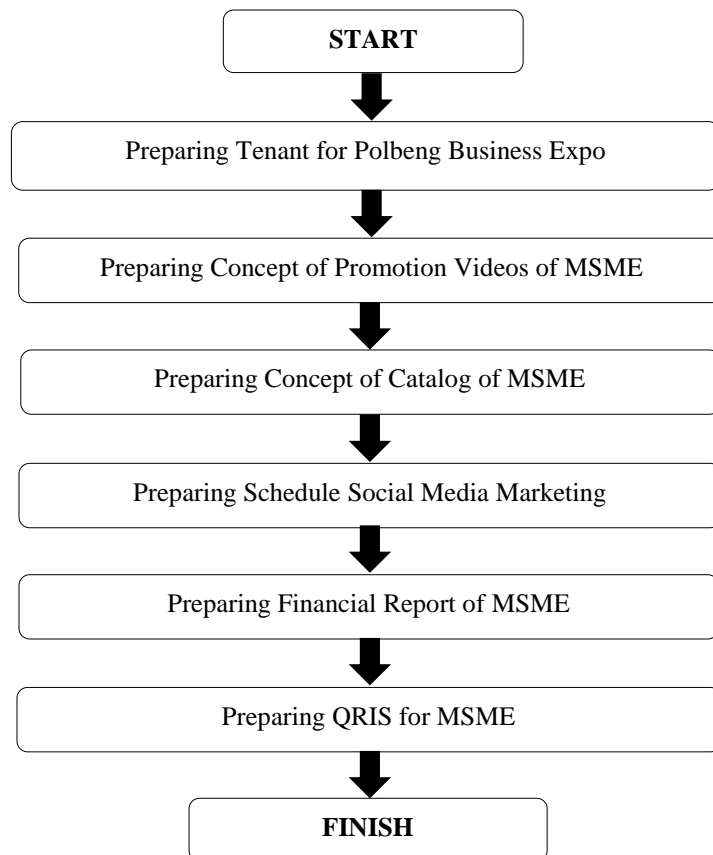 START
Preparing Tenant for Polbeng Business Expo
Preparing Concept of Promotion Videos of MSME
Preparing Concept of Catalog of MSME
Preparing Schedule Social Media Marketing
Preparing Financial Report of MSME
Preparing QRIS for MSME
FINISH